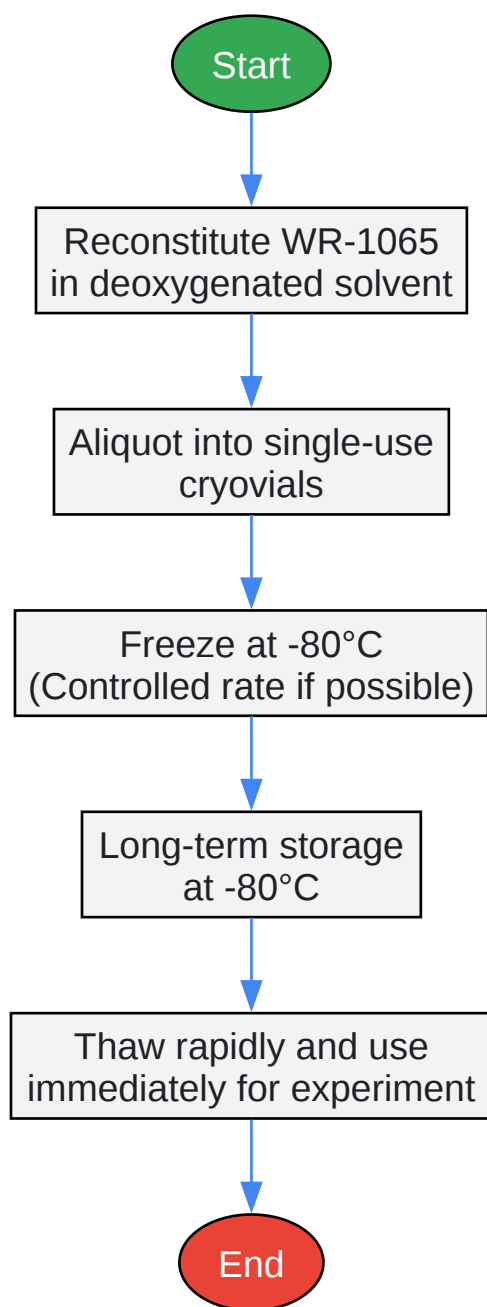 Start
Reconstitute WR-1065
in deoxygenated solvent
Aliquot into single-use
cryovials
Freeze at -80°C
(Controlled rate if possible)
Long-term storage
at -80°C
Thaw rapidly and use
immediately for experiment
End